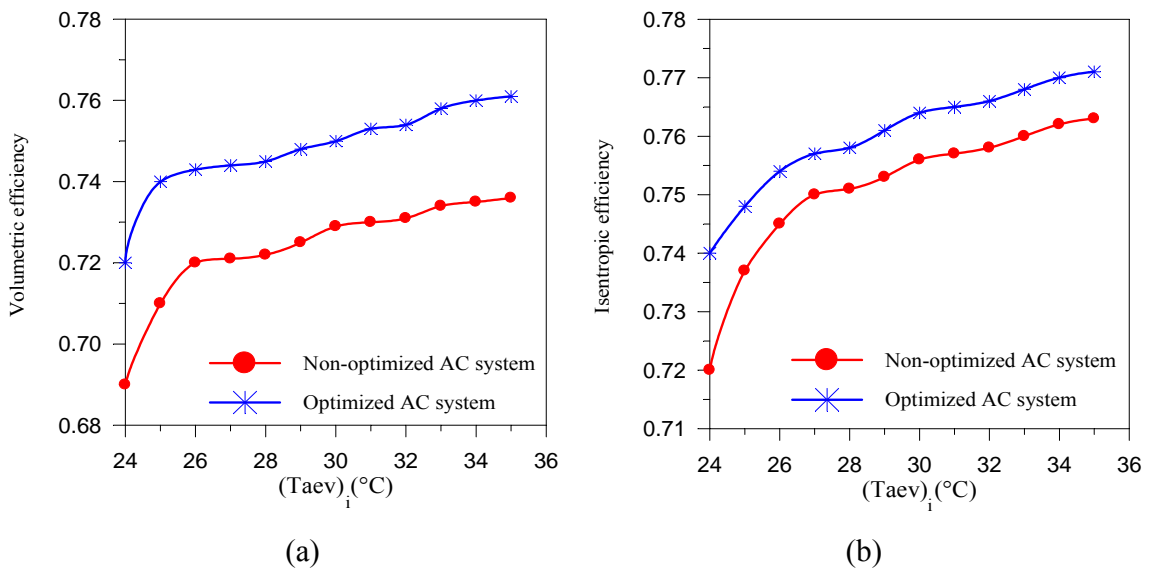 0.78
0.76
0.74
0.72
0.70
0.68
Volumetric efficiency
Non-optimized AC system
Optimized AC system
24 26 28 30 32 34 36
(Taev)i(°C)
(a)
0.78
0.77
0.76
0.75
0.74
0.73
0.72
0.71
Isentropic efficiency
Non-optimized AC system
Optimized AC system
24 26 28 30 32 34 36
(Taev)i(°C)
(b)